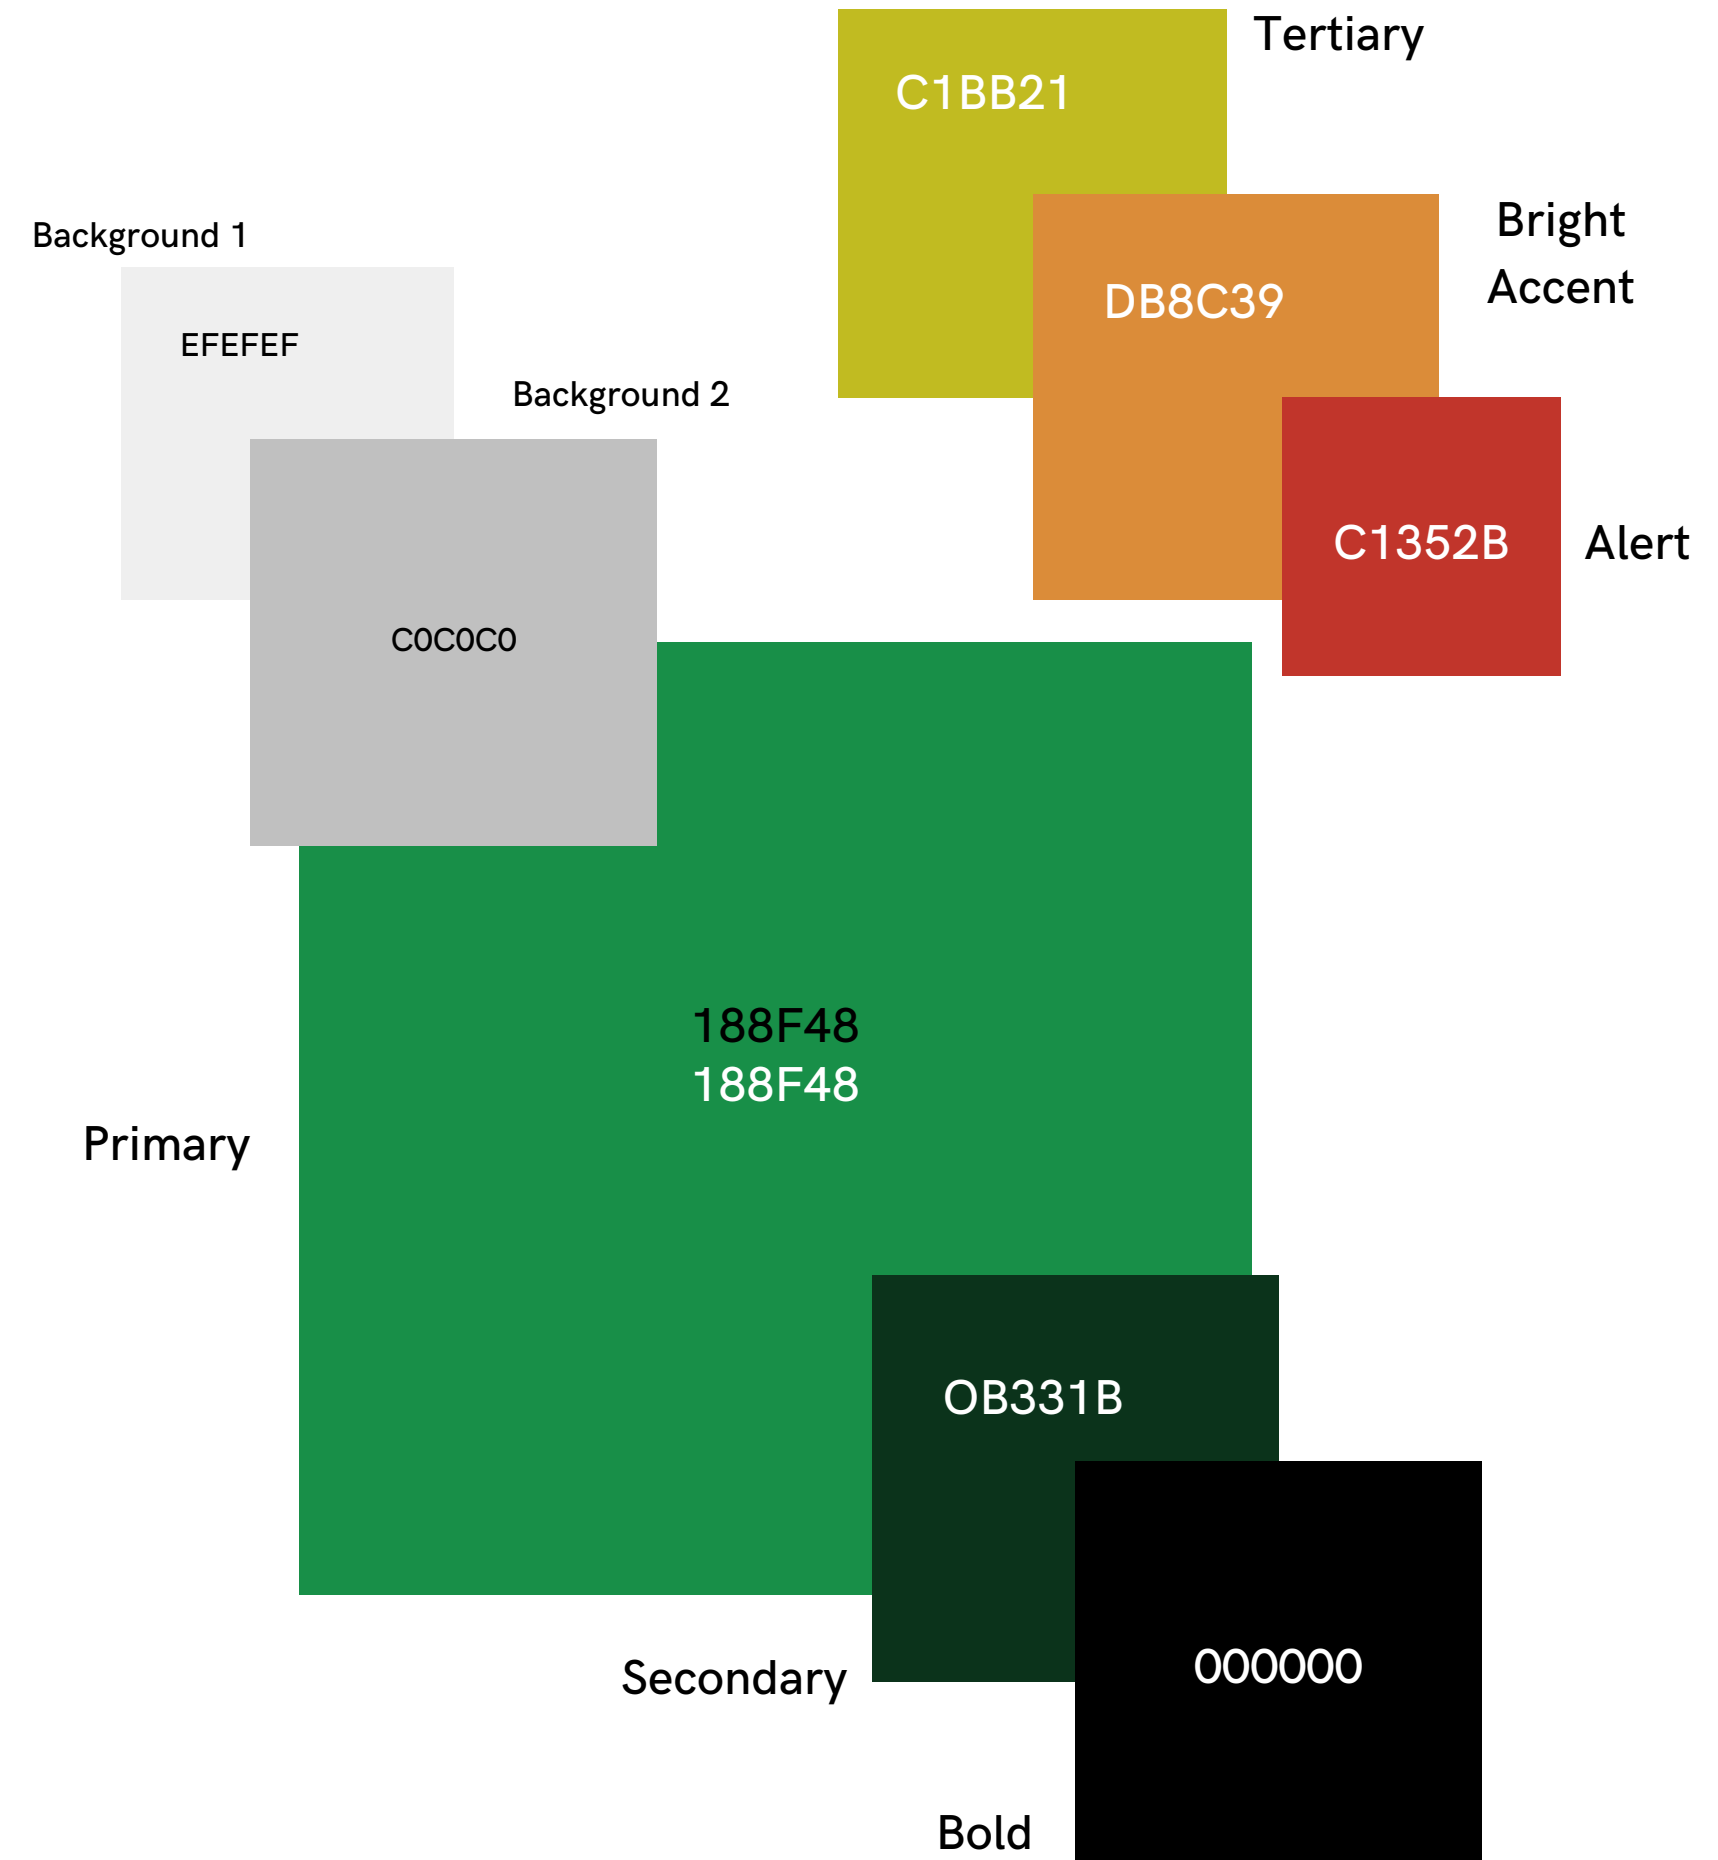 Tertiary
C1BB21
Bright
Accent
Background 1
DB8C39
EFEFEF
Background 2
C1352B
Alert
C0C0C0
188F48
188F48
Primary
OB331B
Secondary
000000
Bold